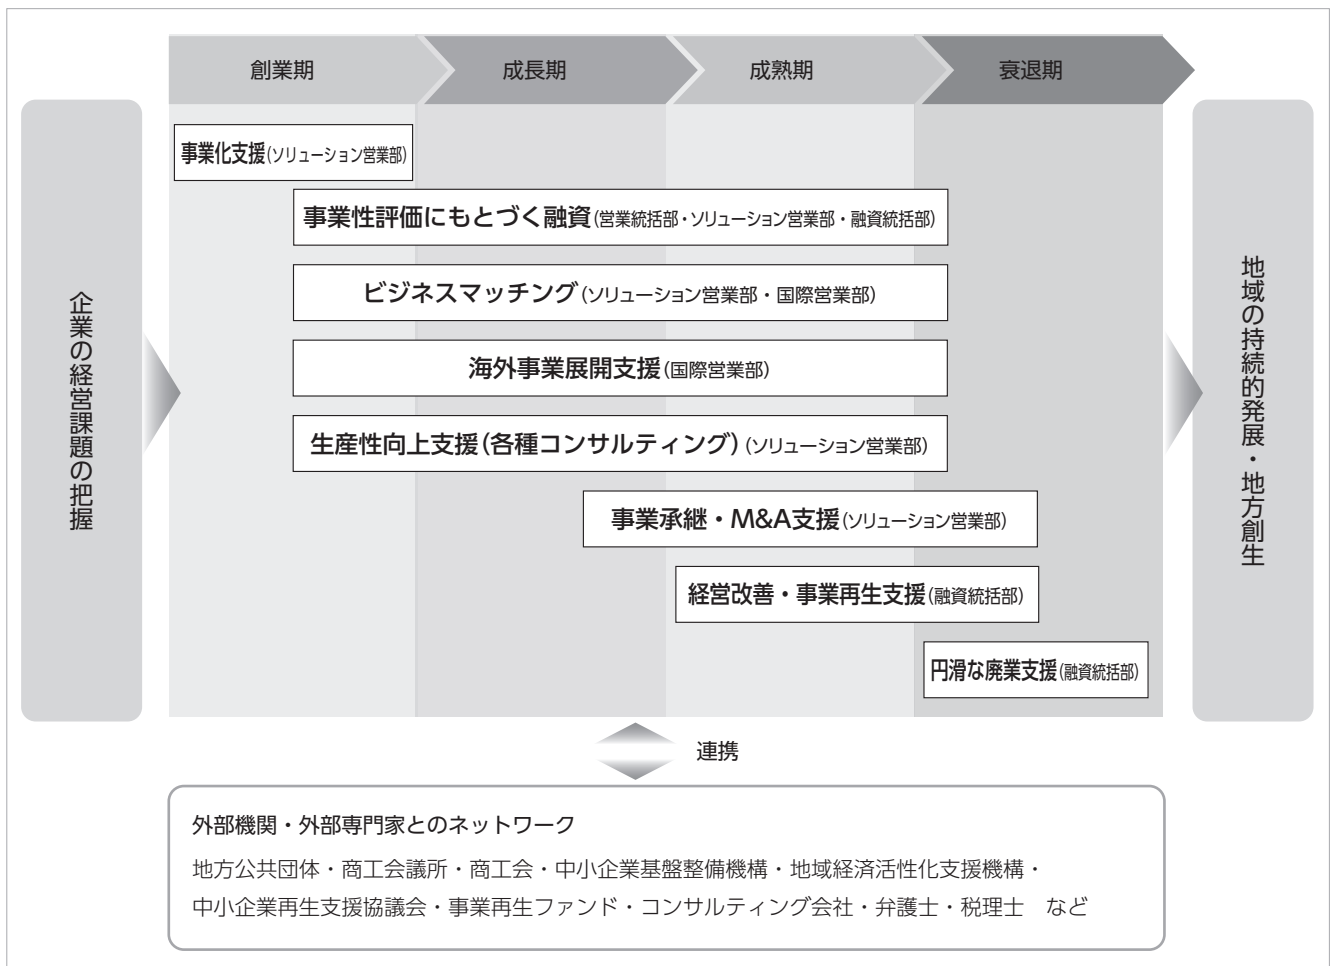 創業期
成長期
成熟期
衰退期
企業の経営課題の把握
事業化支援(ソリューション営業部)
事業性評価にもとづく融資(営業統括部・ソリューション営業部・融資統括部)
ビジネスマッチング(ソリューション営業部・国際営業部)
海外事業展開支援(国際営業部)
生産性向上支援(各種コンサルティング)(ソリューション営業部)
事業承継・M&A支援(ソリューション営業部)
経営改善・事業再生支援(融資統括部)
円滑な廃業支援(融資統括部)
地域の持続的発展・地方創生
連携
外部機関・外部専門家とのネットワーク
地方公共団体・商工会議所・商工会・中小企業基盤整備機構・地域経済活性化支援機構・
中小企業再生支援協議会・事業再生ファンド・コンサルティング会社・弁護士・税理士　など